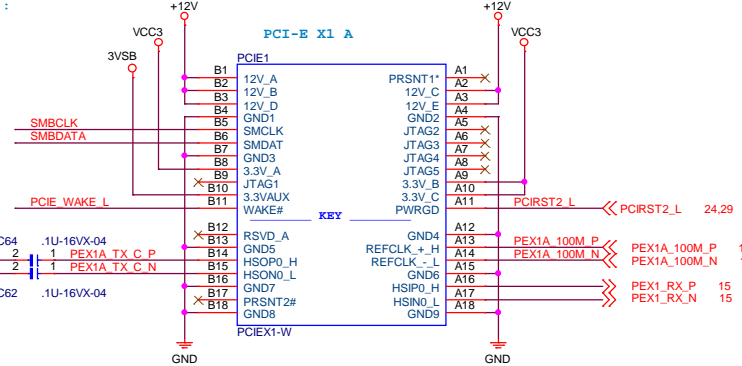 :
+12V +12V
VCC3 PCI-E X1 A VCC3
3VSB PCIE1
B1 12V_A PRSNT1* A1
B2 12V_B 12V_C A2
B3 12V_D 12V_E A3
B4 GND1 GND2 A4
SMBCLK B5 SMCLK JTAG2 A5
SMBDATA B6 SMDAT JTAG3 A6
B7 GND3 JTAG4 A7
B8 3.3V_A JTAG5 A8
B9 JTAG1 3.3V_B A9
B10 3.3VAUX 3.3V_C A10
PCIE_WAKE_L B11 WAKE# PWRGD A11 PCIRST2_L PCIRST2_L 24,29
KEY
B12 RSVD_A GND4 A12
C64 .1U-16VX-04 B13 GND5 REFCLK_+_H A13 PEX1A_100M_P PEX1A_100M_P 1
2 1 PEX1A_TX_C_P B14 HSOP0_H REFCLK_-_L A14 PEX1A_100M_N PEX1A_100M_N
2 1 PEX1A_TX_C_N B15 HSON0_L GND6 A15
B16 GND7 HSIP0_H A16 PEX1_RX_P 15
C62 .1U-16VX-04 B17 PRSNT2# HSIN0_L A17 PEX1_RX_N 15
B18 GND8 GND9 A18
PCIEX1-W
GND GND